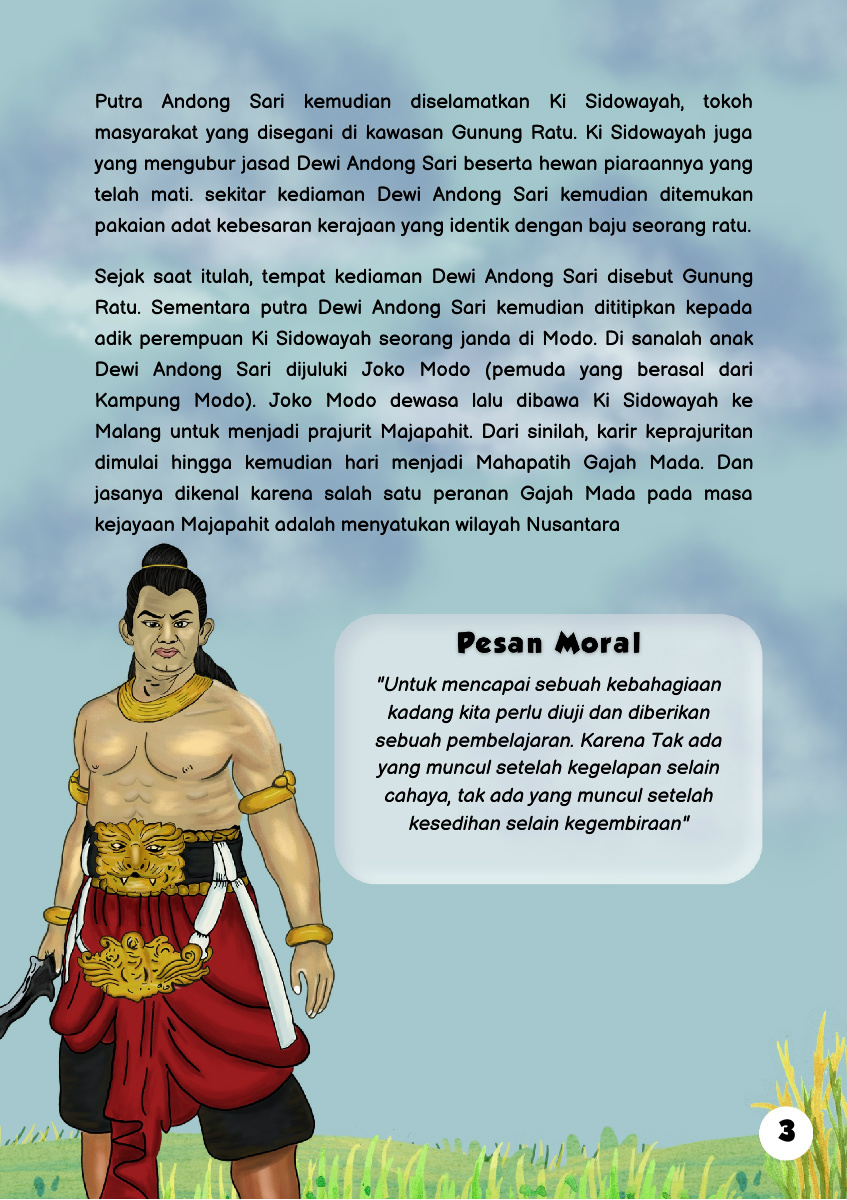 Putra Andong Sari kemudian diselamatkan Ki Sidowayah, tokoh
masyarakat yang disegani di kawasan Gunung Ratu. Ki Sidowayah juga
yang mengubur jasad Dewi Andong Sari beserta hewan piaraannya yang
telah mati. sekitar kediaman Dewi Andong Sari kemudian ditemukan
pakaian adat kebesaran kerajaan yang identik dengan baju seorang ratu.
Sejak saat itulah, tempat kediaman Dewi Andong Sari disebut Gunung
Ratu. Sementara putra Dewi Andong Sari kemudian dititipkan kepada
adik perempuan Ki Sidowayah seorang janda di Modo. Di sanalah anak
Dewi Andong Sari dijuluki Joko Modo (pemuda yang berasal dari
Kampung Modo). Joko Modo dewasa lalu dibawa Ki Sidowayah ke
Malang untuk menjadi prajurit Majapahit. Dari sinilah, karir keprajuritan
dimulai hingga kemudian hari menjadi Mahapatih Gajah Mada. Dan
jasanya dikenal karena salah satu peranan Gajah Mada pada masa
kejayaan Majapahit adalah menyatukan wilayah Nusantara
Pesan Moral
"Untuk mencapai sebuah kebahagiaan
kadang kita perlu diuji dan diberikan
sebuah pembelajaran. Karena Tak ada
yang muncul setelah kegelapan selain
cahaya, tak ada yang muncul setelah
kesedihan selain kegembiraan"
3